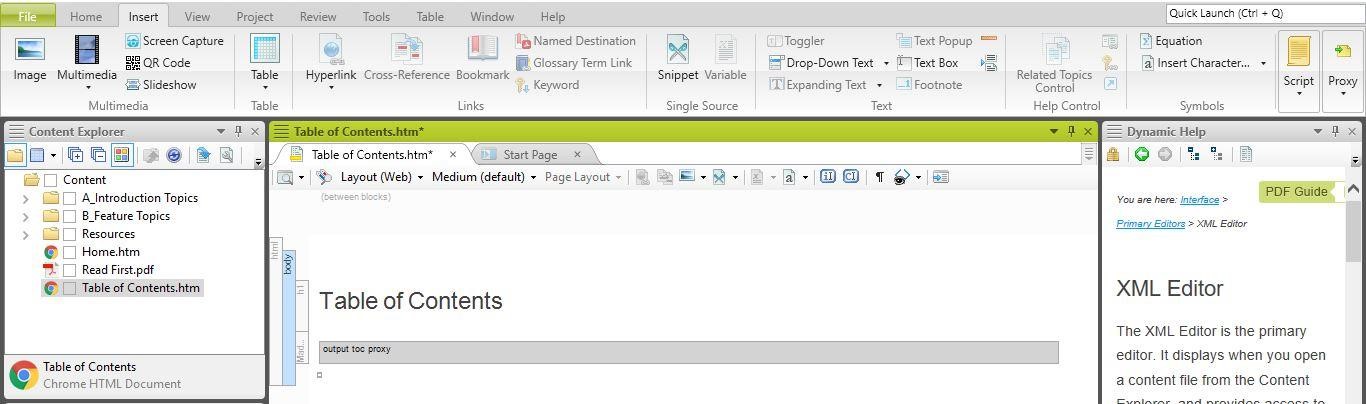 File Home Insert View Project Review Tools Table Window Help Quick Launch (Ctrl + Q)
Image
Multimedia
Screen Capture
QR Code
Slideshow
Multimedia
Table
Table
Hyperlink
Cross-Reference
Bookmark
Named Destination
Glossary Term Link
Keyword
Links
Snippet
Variable
Single Source
Toggler
Drop-Down Text
Expanding Text
Text Popup
Text Box
Footnote
Text
Related Topics
Control
Help Control
Equation
Insert Character...
Symbols
Script
Proxy
Content Explorer
Content
A_Introduction Topics
B_Feature Topics
Resources
Home.htm
Read First.pdf
Table of Contents.htm
Table of Contents
Chrome HTML Document
Table of Contents.htm*
Table of Contents.htm* Start Page
Layout (Web) Medium (default) Page Layout a CI ¶
(between blocks)
html
body
h1
Mad...
Table of Contents
output toc proxy
Dynamic Help
PDF Guide
You are here: Interface >
Primary Editors > XML Editor
XML Editor
The XML Editor is the primary
editor. It displays when you open
a content file from the Content
Explorer, and provides access to